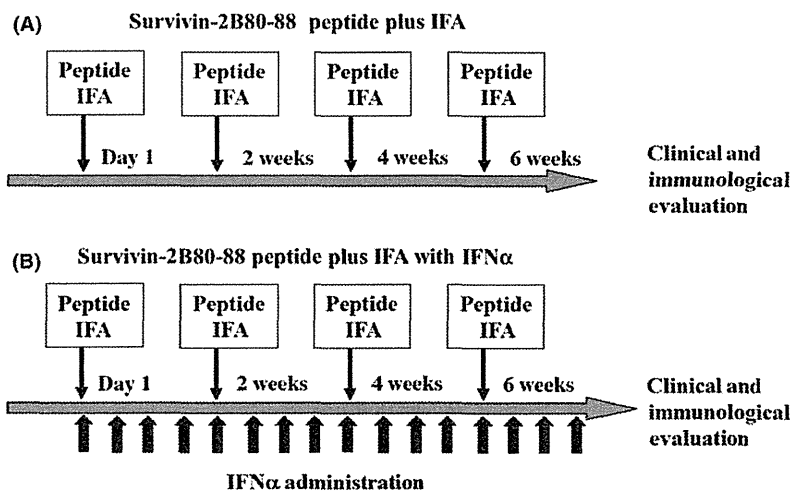 (A) Survivin-2B80-88 peptide plus IFA
Peptide IFA
Peptide IFA
Peptide IFA
Peptide IFA
Day 1
2 weeks
4 weeks
6 weeks
Clinical and
immunological
evaluation
(B) Survivin-2B80-88 peptide plus IFA with IFNα
Peptide IFA
Peptide IFA
Peptide IFA
Peptide IFA
Day 1
2 weeks
4 weeks
6 weeks
Clinical and
immunological
evaluation
IFNα administration